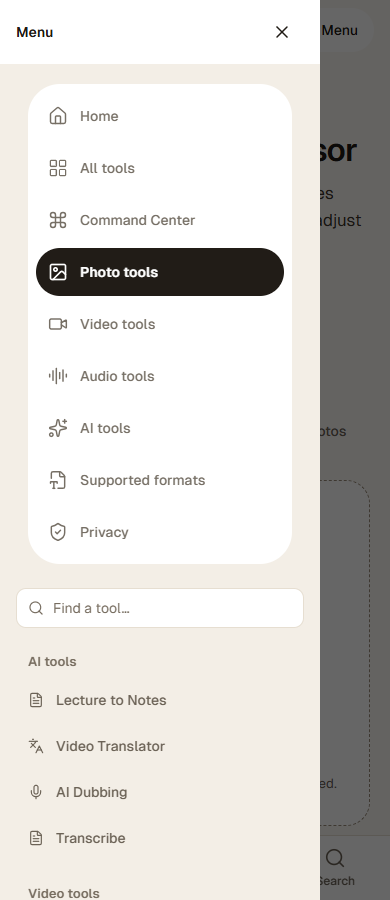 Menu
Menu
Home
All tools
Command Center
Photo tools
Video tools
Audio tools
AI tools
Supported formats
Privacy
Find a tool...
AI tools
Lecture to Notes
Video Translator
AI Dubbing
Transcribe
Video tools